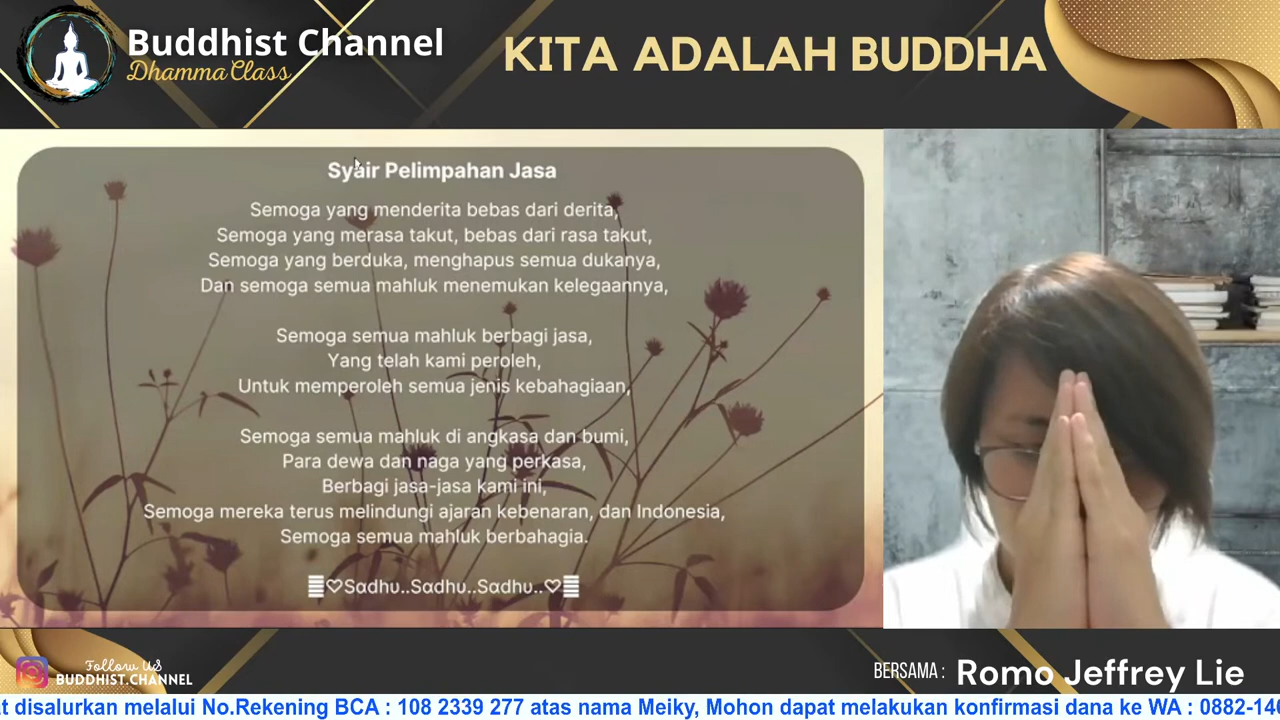 Buddhist Channel
Dhamma Class
KITA ADALAH BUDDHA
Syair Pelimpahan Jasa
Semoga yang menderita bebas dari derita,
Semoga yang merasa takut, bebas dari rasa takut,
Semoga yang berduka, menghapus semua dukanya,
Dan semoga semua mahluk menemukan kelegaannya,
Semoga semua mahluk berbagi jasa,
Yang telah kami peroleh,
Untuk memperoleh semua jenis kebahagiaan,
Semoga semua mahluk di angkasa dan bumi,
Para dewa dan naga yang perkasa,
Berbagi jasa-jasa kami ini,
Semoga mereka terus melindungi ajaran kebenaran, dan Indonesia,
Semoga semua mahluk berbahagia.
♡Sαdhυ..Sαdhυ..Sαdhυ..♡
Follow US
BUDDHIST.CHANNEL
BERSAMA : Romo Jeffrey Lie
disalurkan melalui No.Rekening BCA : 108 2339 277 atas nama Meiky, Mohon dapat melakukan konfirmasi dana ke WA : 0882-14